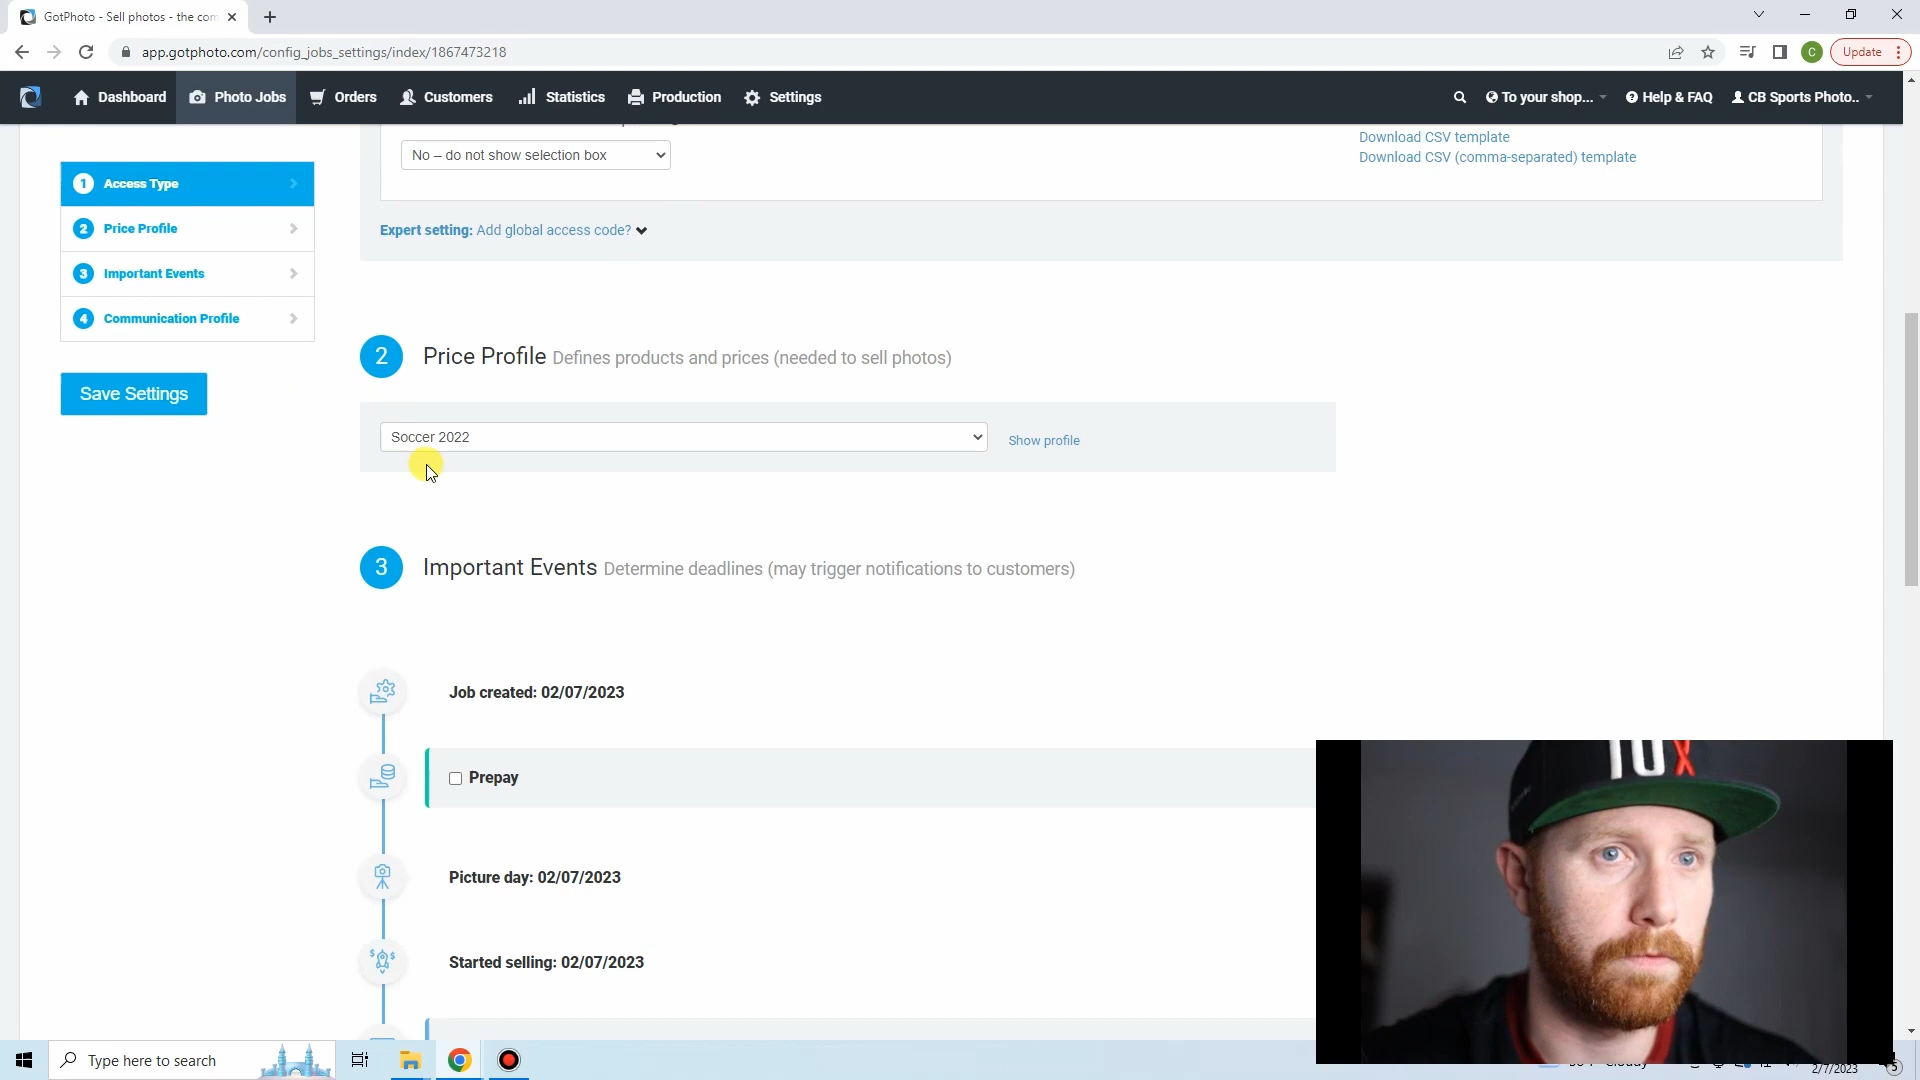 GotPhoto - Sell photos - the com
app.gotphoto.com/config_jobs_settings/index/1867473218
C
Update
Dashboard
Photo Jobs
Orders
Customers
Statistics
Production
Settings
To your shop...
Help & FAQ
CB Sports Photo..
No – do not show selection box
Download CSV template
Download CSV (comma-separated) template
1 Access Type
2 Price Profile
3 Important Events
4 Communication Profile
Save Settings
Expert setting: Add global access code?
2 Price Profile Defines products and prices (needed to sell photos)
Soccer 2022
Show profile
3 Important Events Determine deadlines (may trigger notifications to customers)
Job created: 02/07/2023
Prepay
Picture day: 02/07/2023
Started selling: 02/07/2023
Type here to search
2/7/2023
5